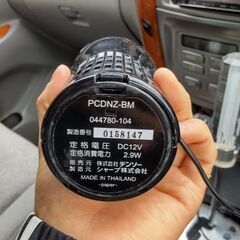 PCDNZ-BM
044780-104
製造番号 0158147
定格電圧 DC12V
定格消費電力 2.9W
販売元 株式会社デンソー
製造元 シャープ株式会社
MADE IN THAILAND
-paper-